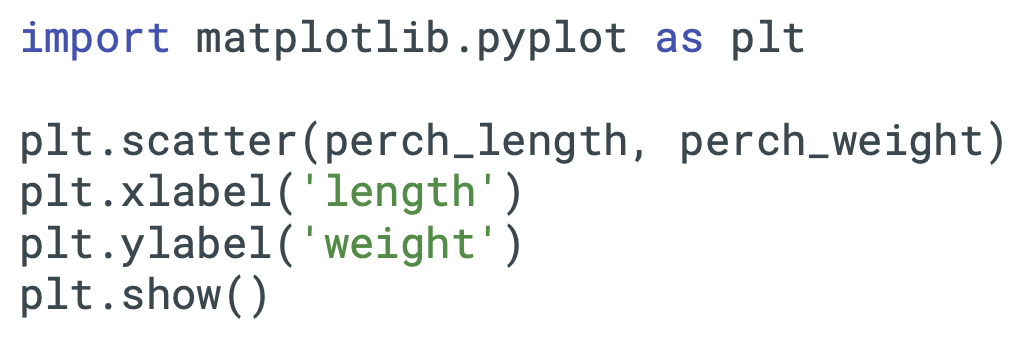 import matplotlib.pyplot as plt
plt.scatter(perch_length, perch_weight)
plt.xlabel('length')
plt.ylabel('weight')
plt.show()